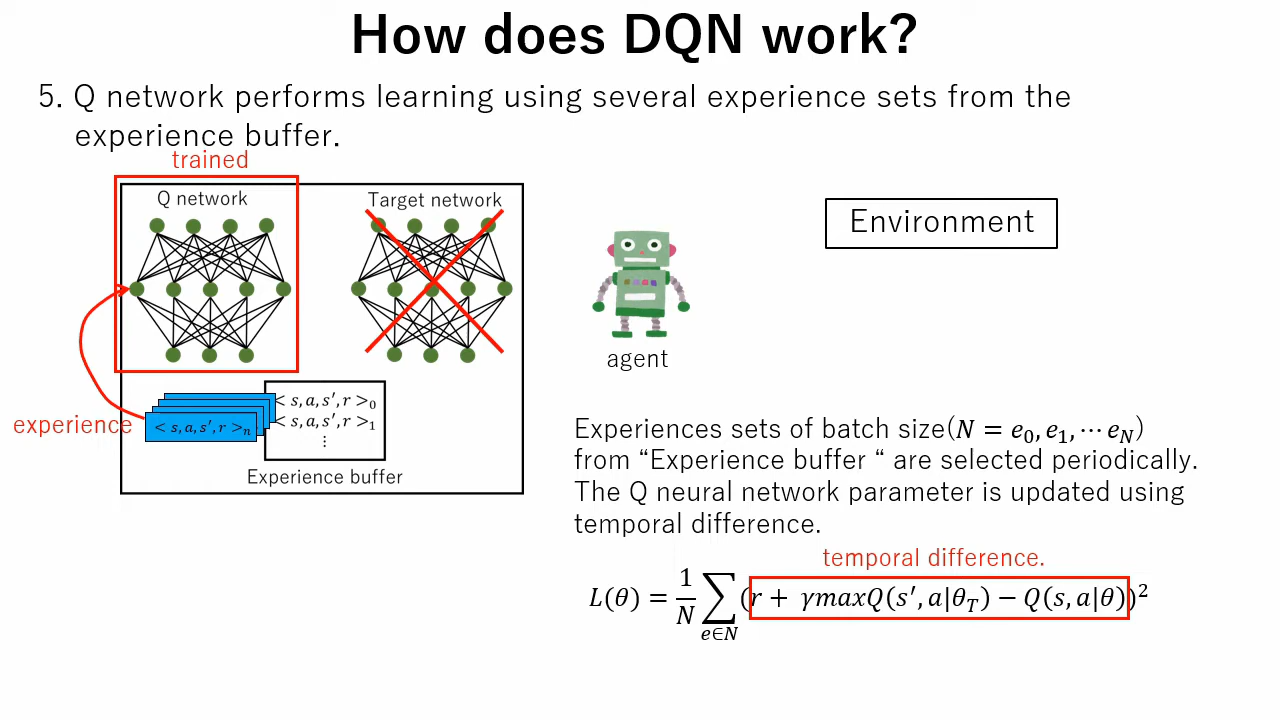 How does DQN work?
5. Q network performs learning using several experience sets from the
experience buffer.
trained
Q network
Target network
Environment
agent
experience
< s, a, s′, r >ₙ
< s, a, s′, r >₀
< s, a, s′, r >₁
⋮
Experience buffer
Experiences sets of batch size(N = e₀, e₁, ⋯ e_N)
from “Experience buffer “ are selected periodically.
The Q neural network parameter is updated using
temporal difference.
temporal difference.
L(θ) = 1/N ∑_{e∈N} (r + γmaxQ(s′, a|θ_T) − Q(s, a|θ))²